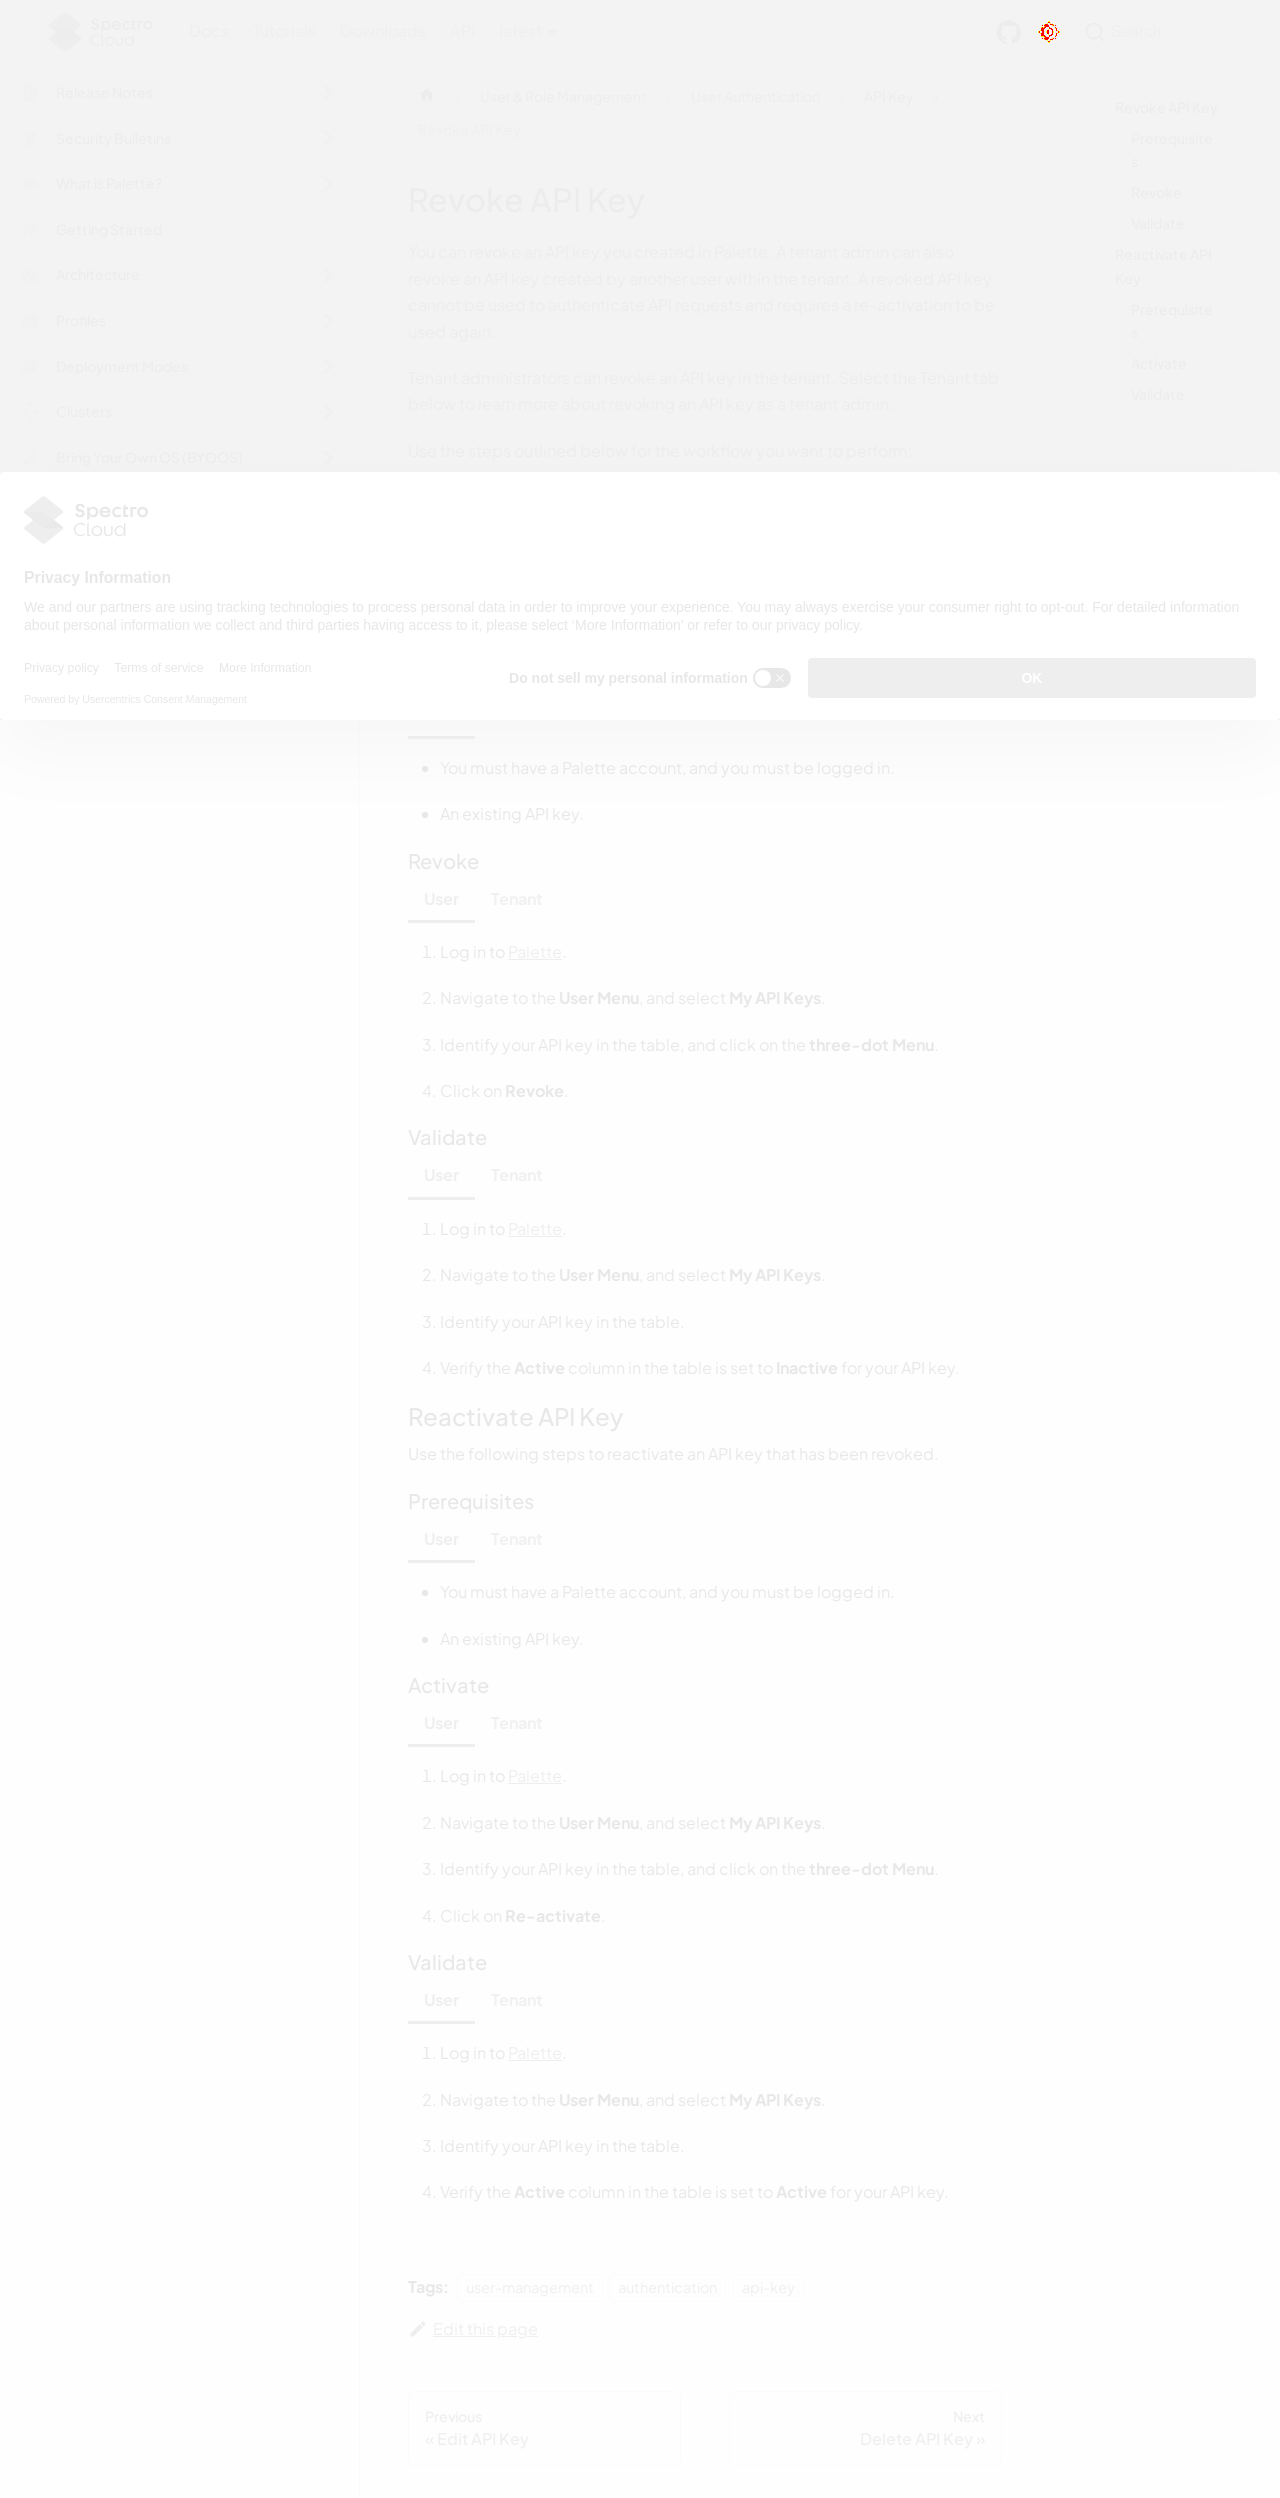 Spectro
Cloud
Docs
Tutorials
Downloads
API
latest
Search
Release Notes
Security Bulletins
What is Palette?
Getting Started
Architecture
Profiles
Deployment Modes
Clusters
Bring Your Own OS (BYOOS)
User & Role Management
User Authentication
API Key
Revoke API Key
Revoke API Key
You can revoke an API key you created in Palette. A tenant admin can also
revoke an API key created by another user within the tenant. A revoked API key
cannot be used to authenticate API requests and requires a re-activation to be
used again.
Tenant administrators can revoke an API key in the tenant. Select the Tenant tab
below to learn more about revoking an API key as a tenant admin.
Use the steps outlined below for the workflow you want to perform.
Revoke API Key
Prerequisite
s
Revoke
Validate
Reactivate API
Key
Prerequisite
s
Activate
Validate
Spectro
Cloud
Privacy Information
We and our partners are using tracking technologies to process personal data in order to improve your experience. You may always exercise your consumer right to opt-out. For detailed information
about personal information we collect and third parties having access to it, please select ‘More Information’ or refer to our privacy policy.
Privacy policy Terms of service More Information
Powered by Usercentrics Consent Management
Do not sell my personal information
OK
• You must have a Palette account, and you must be logged in.
• An existing API key.
Revoke
User Tenant
1. Log in to Palette.
2. Navigate to the User Menu, and select My API Keys.
3. Identify your API key in the table, and click on the three-dot Menu.
4. Click on Revoke.
Validate
User Tenant
1. Log in to Palette.
2. Navigate to the User Menu, and select My API Keys.
3. Identify your API key in the table.
4. Verify the Active column in the table is set to Inactive for your API key.
Reactivate API Key
Use the following steps to reactivate an API key that has been revoked.
Prerequisites
User Tenant
• You must have a Palette account, and you must be logged in.
• An existing API key.
Activate
User Tenant
1. Log in to Palette.
2. Navigate to the User Menu, and select My API Keys.
3. Identify your API key in the table, and click on the three-dot Menu.
4. Click on Re-activate.
Validate
User Tenant
1. Log in to Palette.
2. Navigate to the User Menu, and select My API Keys.
3. Identify your API key in the table.
4. Verify the Active column in the table is set to Active for your API key.
Tags: user-management authentication api-key
Edit this page
Previous
« Edit API Key
Next
Delete API Key »